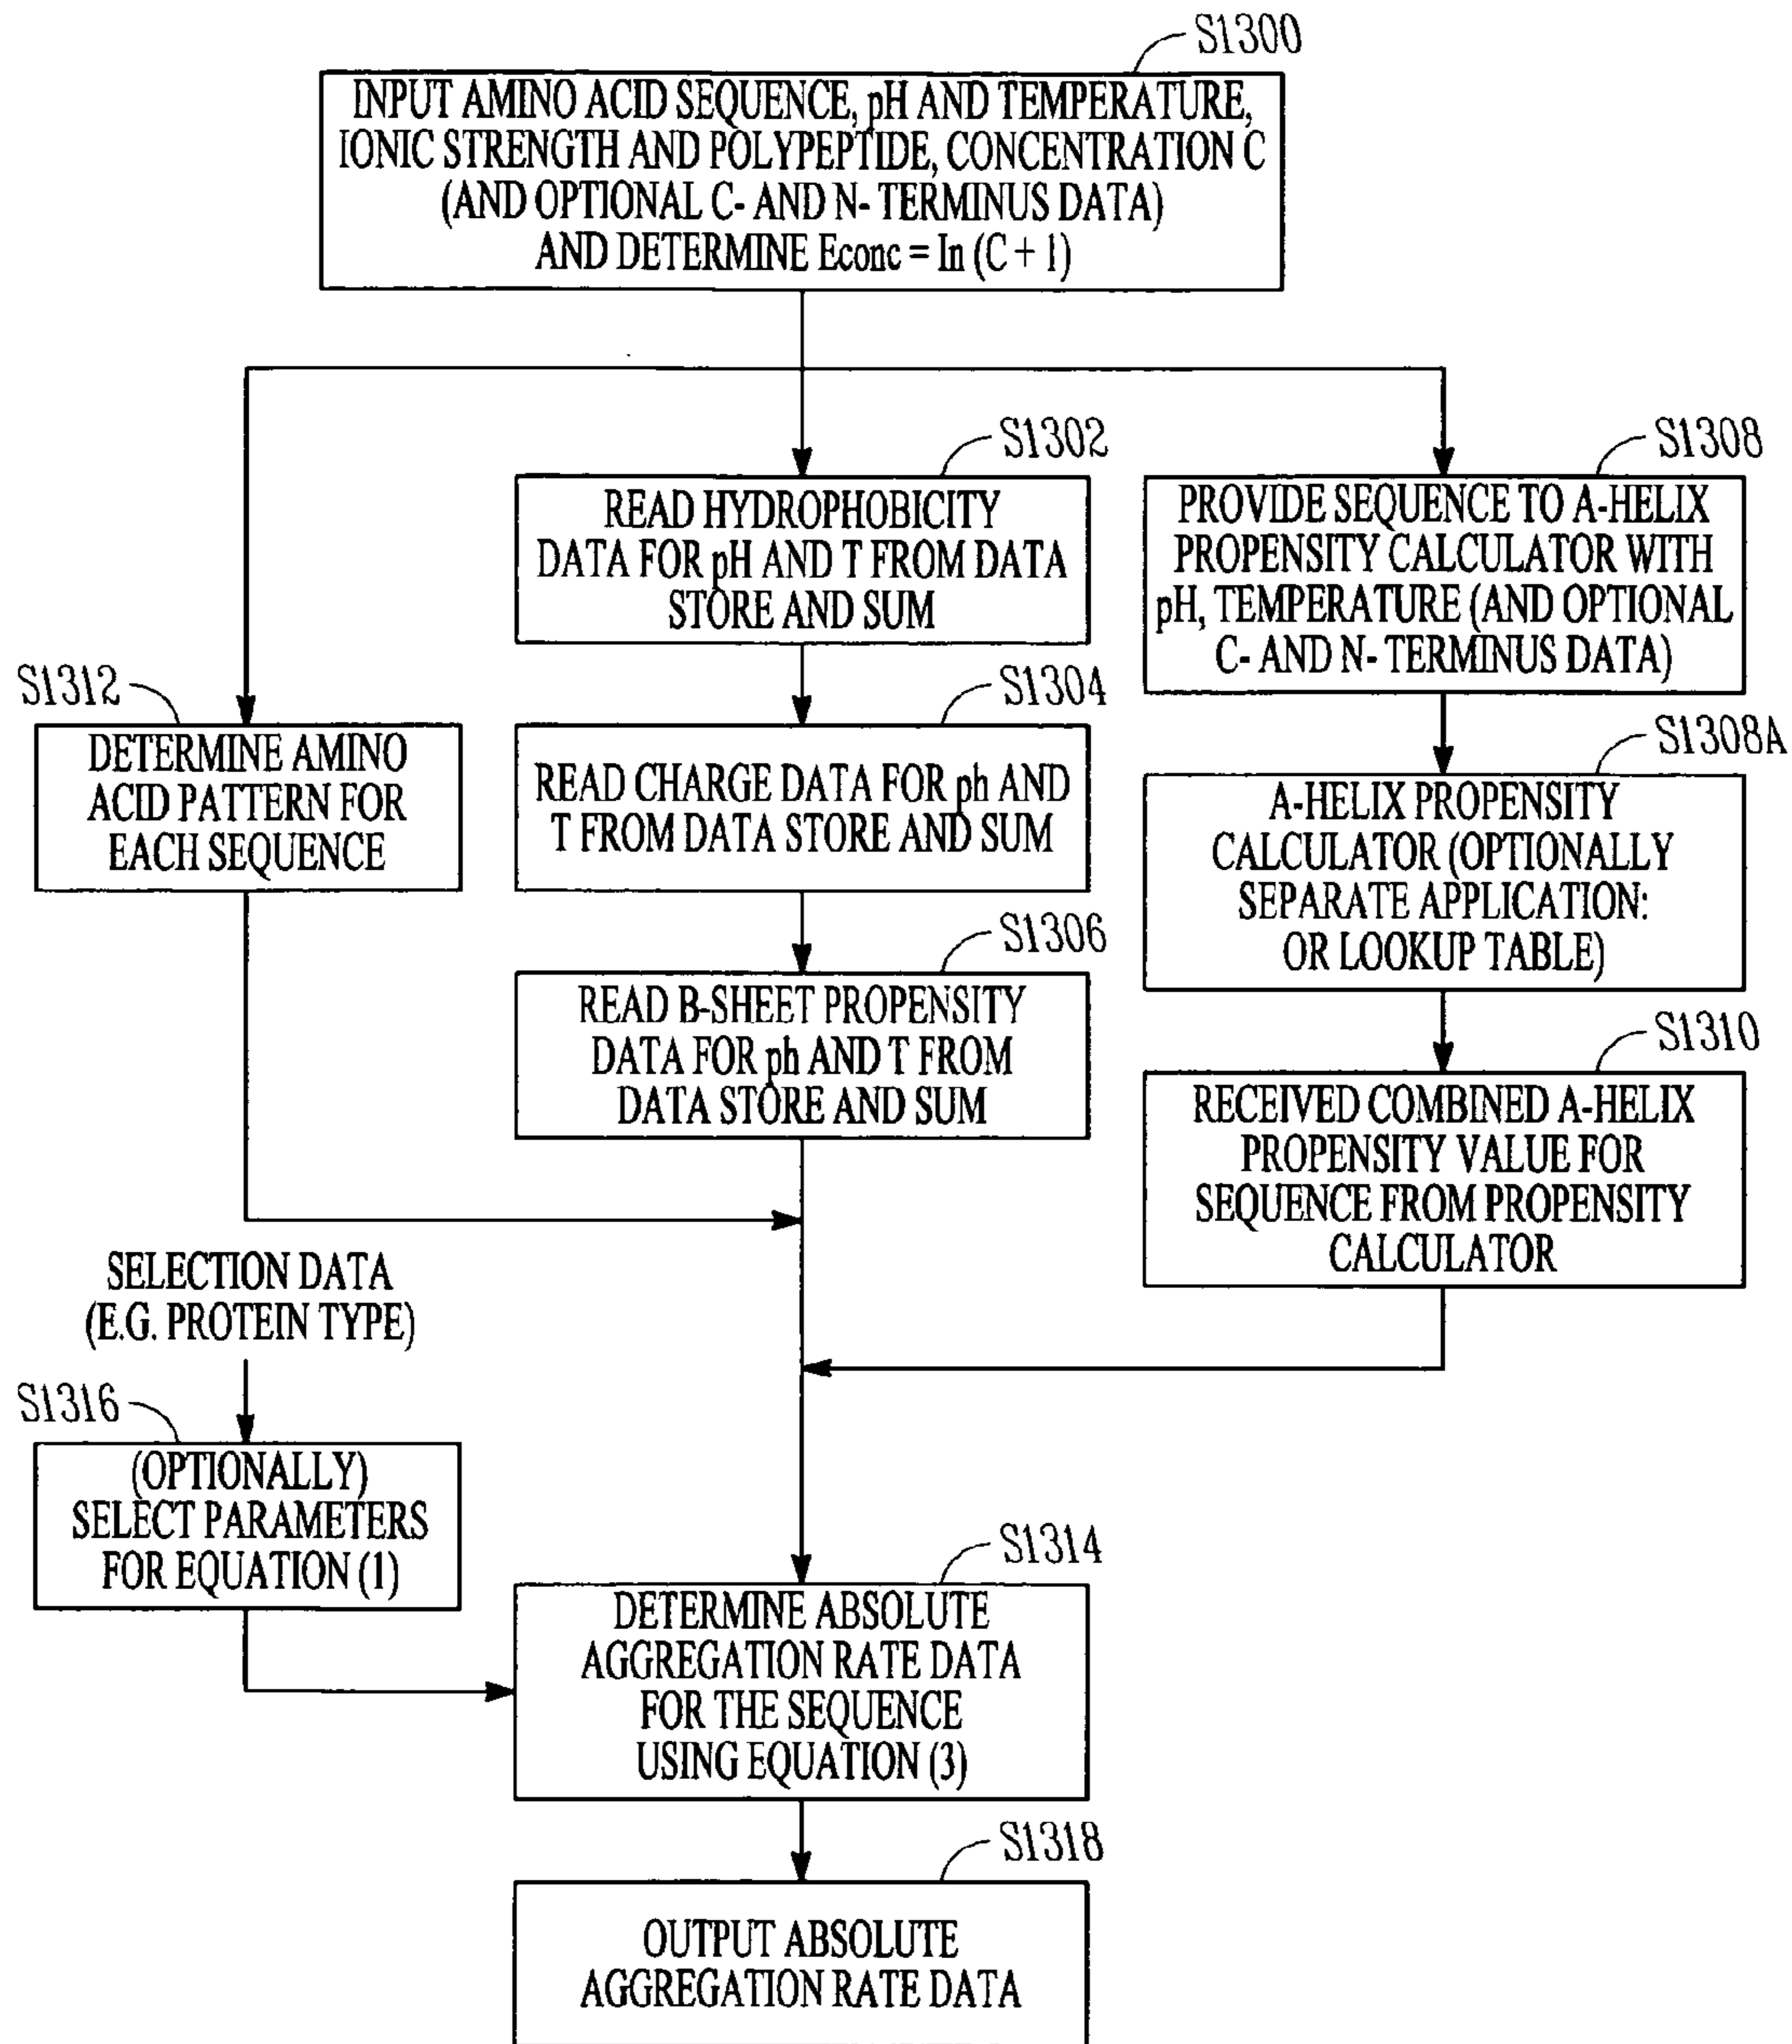 S1300
INPUT AMINO ACID SEQUENCE, pH AND TEMPERATURE,
IONIC STRENGTH AND POLYPEPTIDE, CONCENTRATION C
(AND OPTIONAL C- AND N- TERMINUS DATA)
AND DETERMINE Econc = In (C + 1)
S1302
READ HYDROPHOBICITY
DATA FOR pH AND T FROM DATA
STORE AND SUM
S1308
PROVIDE SEQUENCE TO A-HELIX
PROPENSITY CALCULATOR WITH
pH, TEMPERATURE (AND OPTIONAL
C- AND N- TERMINUS DATA)
S1312
DETERMINE AMINO
ACID PATTERN FOR
EACH SEQUENCE
S1304
READ CHARGE DATA FOR ph AND
T FROM DATA STORE AND SUM
S1308A
A-HELIX PROPENSITY
CALCULATOR (OPTIONALLY
SEPARATE APPLICATION:
OR LOOKUP TABLE)
S1306
READ B-SHEET PROPENSITY
DATA FOR ph AND T FROM
DATA STORE AND SUM
S1310
RECEIVED COMBINED A-HELIX
PROPENSITY VALUE FOR
SEQUENCE FROM PROPENSITY
CALCULATOR
SELECTION DATA
(E.G. PROTEIN TYPE)
S1316
(OPTIONALLY)
SELECT PARAMETERS
FOR EQUATION (1)
S1314
DETERMINE ABSOLUTE
AGGREGATION RATE DATA
FOR THE SEQUENCE
USING EQUATION (3)
S1318
OUTPUT ABSOLUTE
AGGREGATION RATE DATA